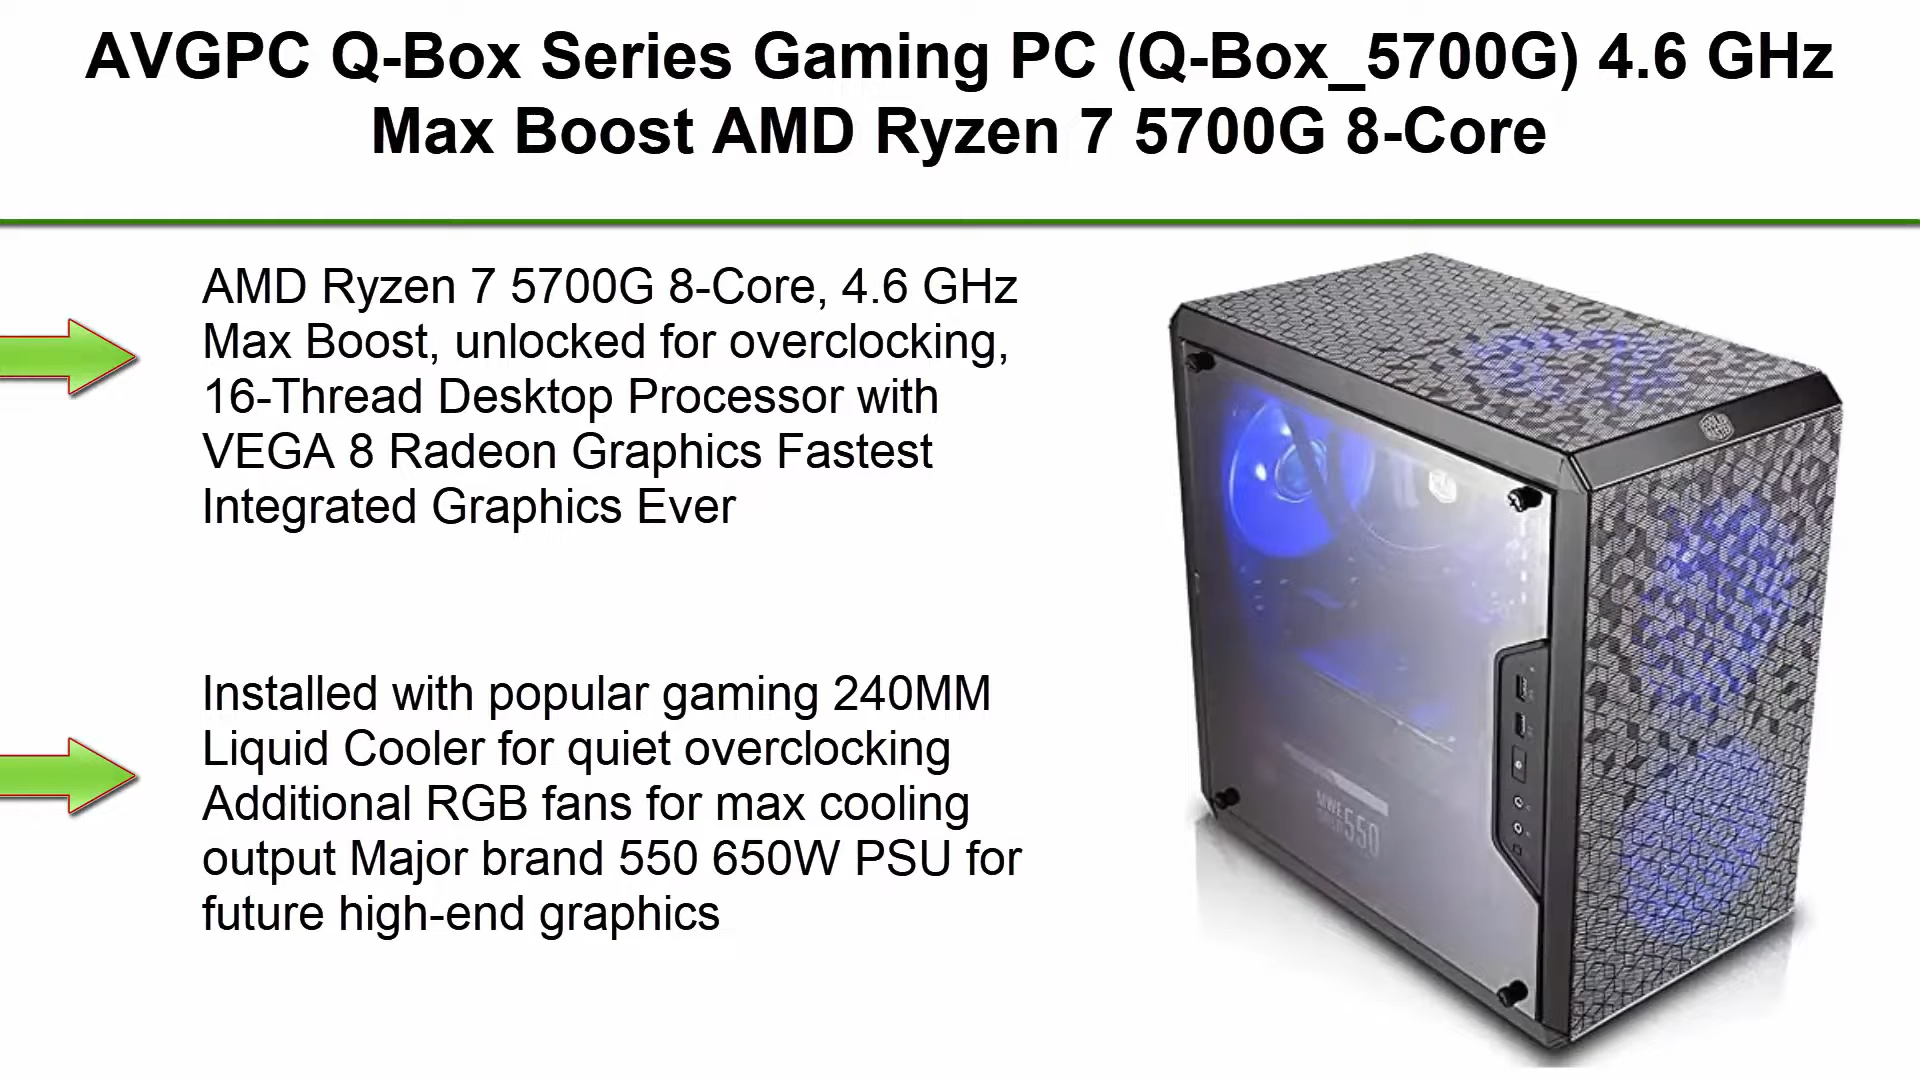 AVGPC Q-Box Series Gaming PC (Q-Box_5700G) 4.6 GHz
Max Boost AMD Ryzen 7 5700G 8-Core
AMD Ryzen 7 5700G 8-Core, 4.6 GHz
Max Boost, unlocked for overclocking,
16-Thread Desktop Processor with
VEGA 8 Radeon Graphics Fastest
Integrated Graphics Ever
Installed with popular gaming 240MM
Liquid Cooler for quiet overclocking
Additional RGB fans for max cooling
output Major brand 550 650W PSU for
future high-end graphics
MWE
550